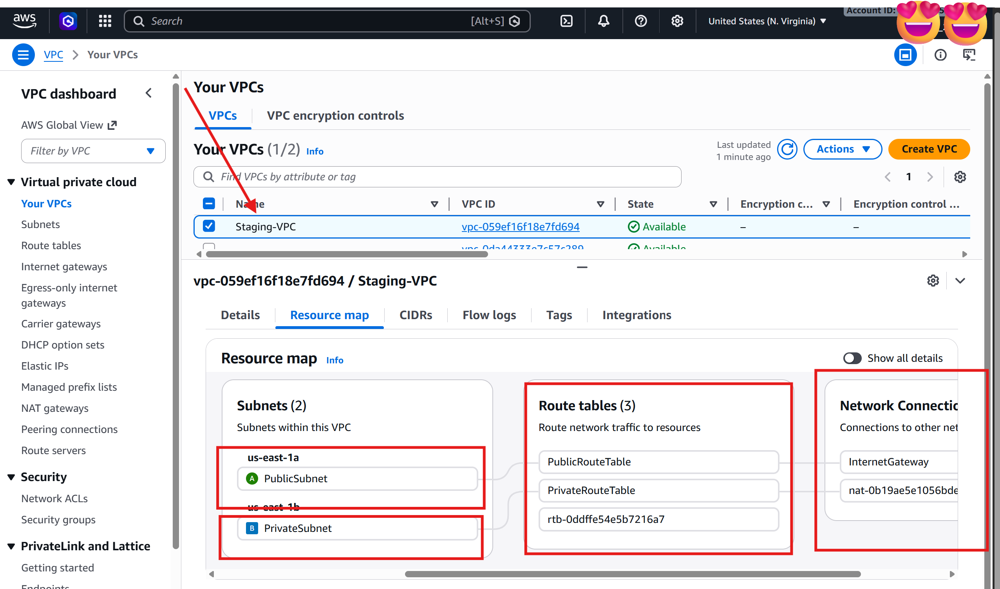 Account ID:
aws
Search
[Alt+S]
United States (N. Virginia)
VPC
Your VPCs
VPC dashboard
AWS Global View
Filter by VPC
Virtual private cloud
Your VPCs
Subnets
Route tables
Internet gateways
Egress-only internet
gateways
Carrier gateways
DHCP option sets
Elastic IPs
Managed prefix lists
NAT gateways
Peering connections
Route servers
Security
Network ACLs
Security groups
PrivateLink and Lattice
Getting started
Endpoints
Your VPCs
VPCs
VPC encryption controls
Your VPCs (1/2) Info
Last updated
1 minute ago
Actions
Create VPC
Find VPCs by attribute or tag
1
Name
VPC ID
State
Encryption c...
Encryption control ...
Staging-VPC
vpc-059ef16f18e7fd694
Available
–
–
vpc-0da44333e7c57c289
Available
vpc-059ef16f18e7fd694 / Staging-VPC
Details
Resource map
CIDRs
Flow logs
Tags
Integrations
Resource map Info
Show all details
Subnets (2)
Subnets within this VPC
us-east-1a
A PublicSubnet
us-east-1b
B PrivateSubnet
Route tables (3)
Route network traffic to resources
PublicRouteTable
PrivateRouteTable
rtb-0ddffe54e5b7216a7
Network Connectio
Connections to other net
InternetGateway
nat-0b19ae5e1056bde